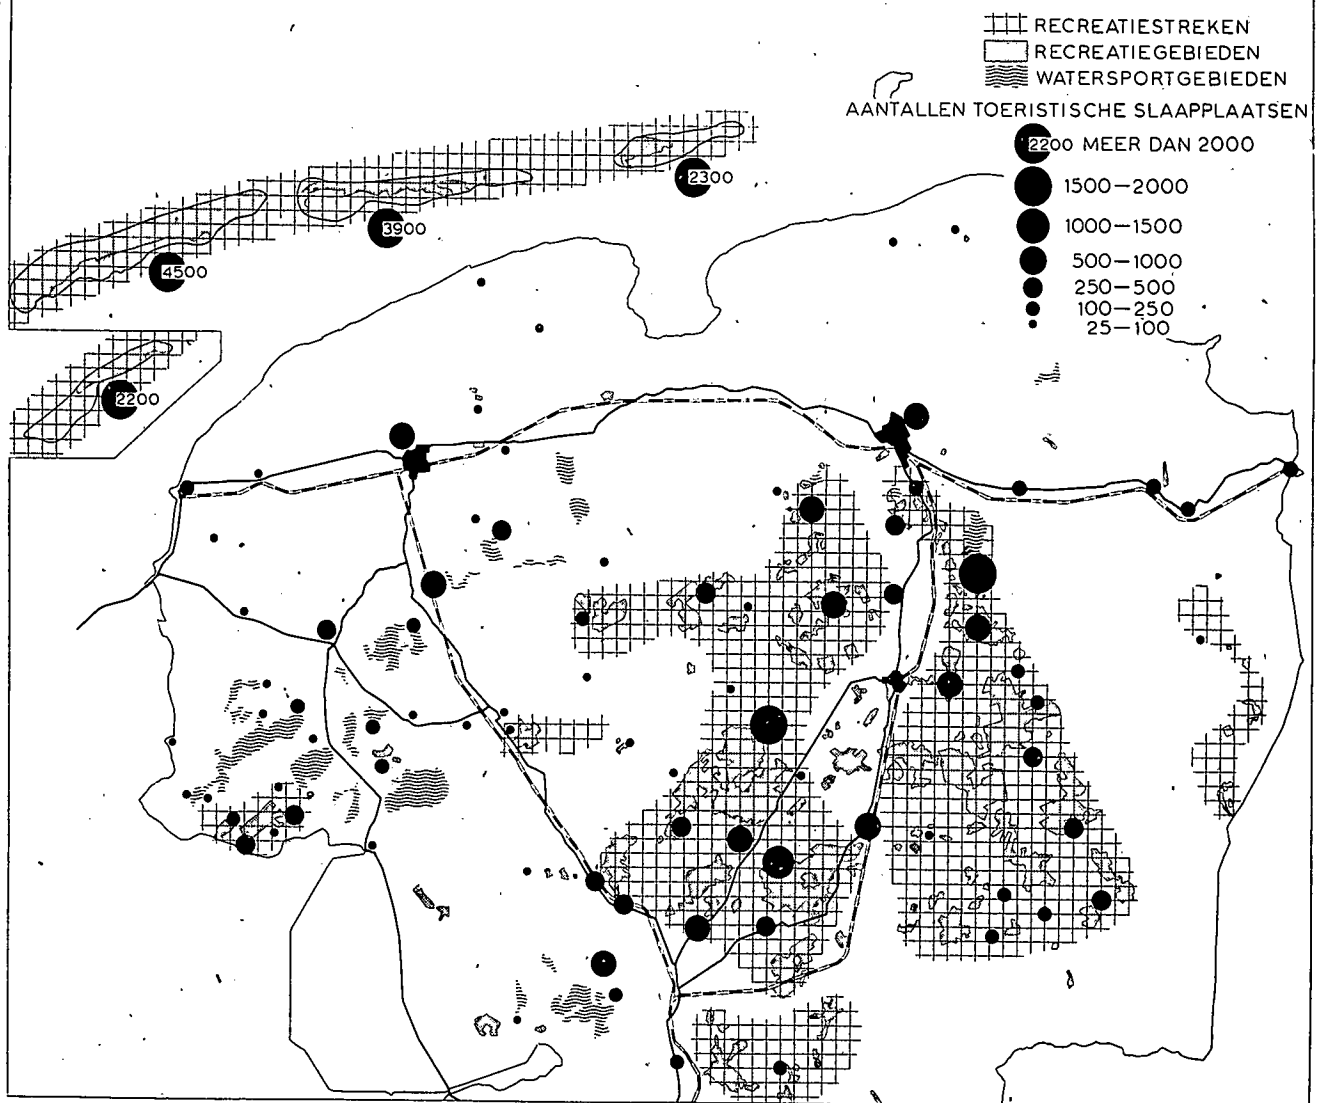 RECREATIESTREKEN
RECREATIEGEBIEDEN
WATERSPORTGEBIEDEN
AANTALLEN TOERISTISCHE SLAAPPLAATSEN
2200 MEER DAN 2000
1500—2000
1000—1500
500—1000
250—500
100—250
25—100
2300
3900
4500
2200